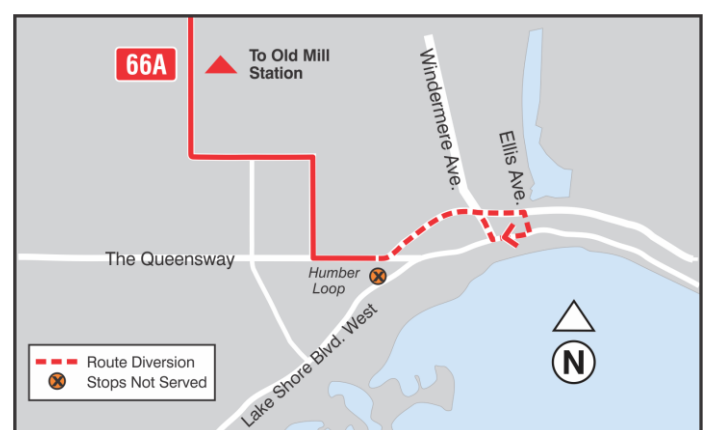 66A
To Old Mill
Station
Windermere Ave.
Ellis Ave.
The Queensway
Humber
Loop
Lake Shore Blvd. West
Route Diversion
Stops Not Served
N